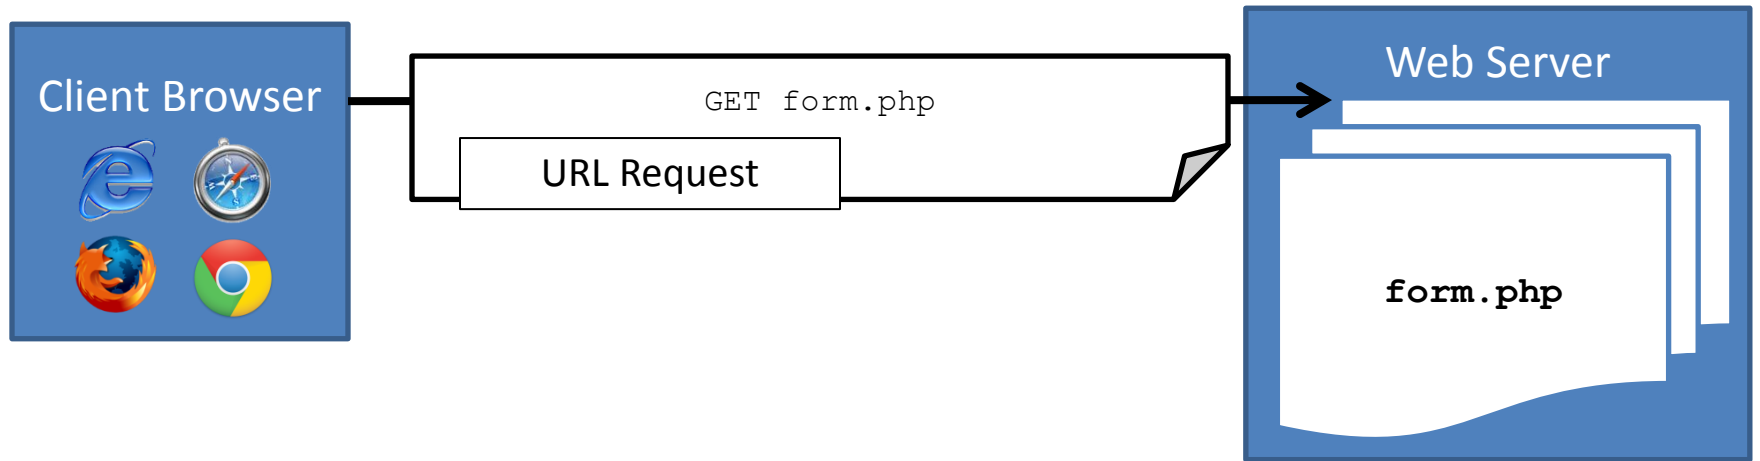 Client Browser
GET form.php
URL Request
Web Server
form.php